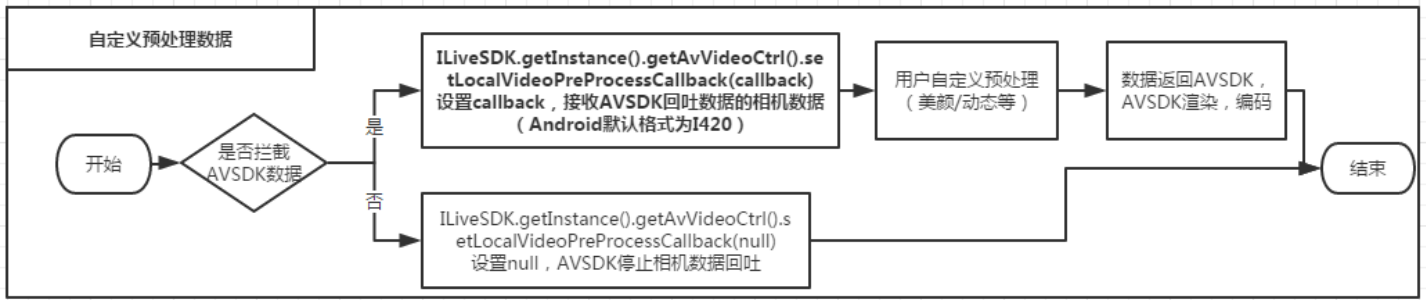 自定义预处理数据
开始
是否拦截
AVSDK数据
是
否
ILiveSDK.getInstance().getAvVideoCtrl().se
tLocalVideoPreProcessCallback(callback)
设置callback，接收AVSDK回吐数据的相机数据
（Android默认格式为I420）
用户自定义预处理
（美颜/动态等）
数据返回AVSDK，
AVSDK渲染，编码
ILiveSDK.getInstance().getAvVideoCtrl().s
etLocalVideoPreProcessCallback(null)
设置null，AVSDK停止相机数据回吐
结束